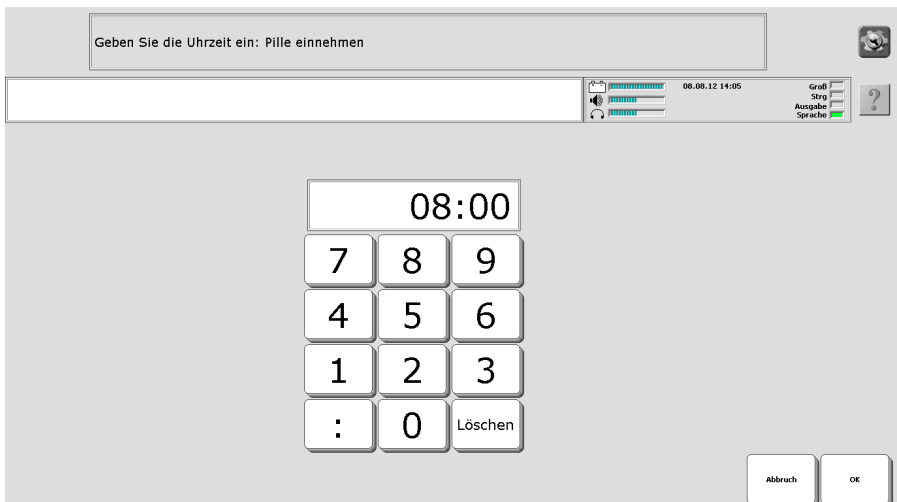 Geben Sie die Uhrzeit ein: Pille einnehmen
08.08.12 14:05
Groß
Strg
Ausgabe
Sprache
?
08:00
7 8 9
4 5 6
1 2 3
: 0 Löschen
Abbruch OK